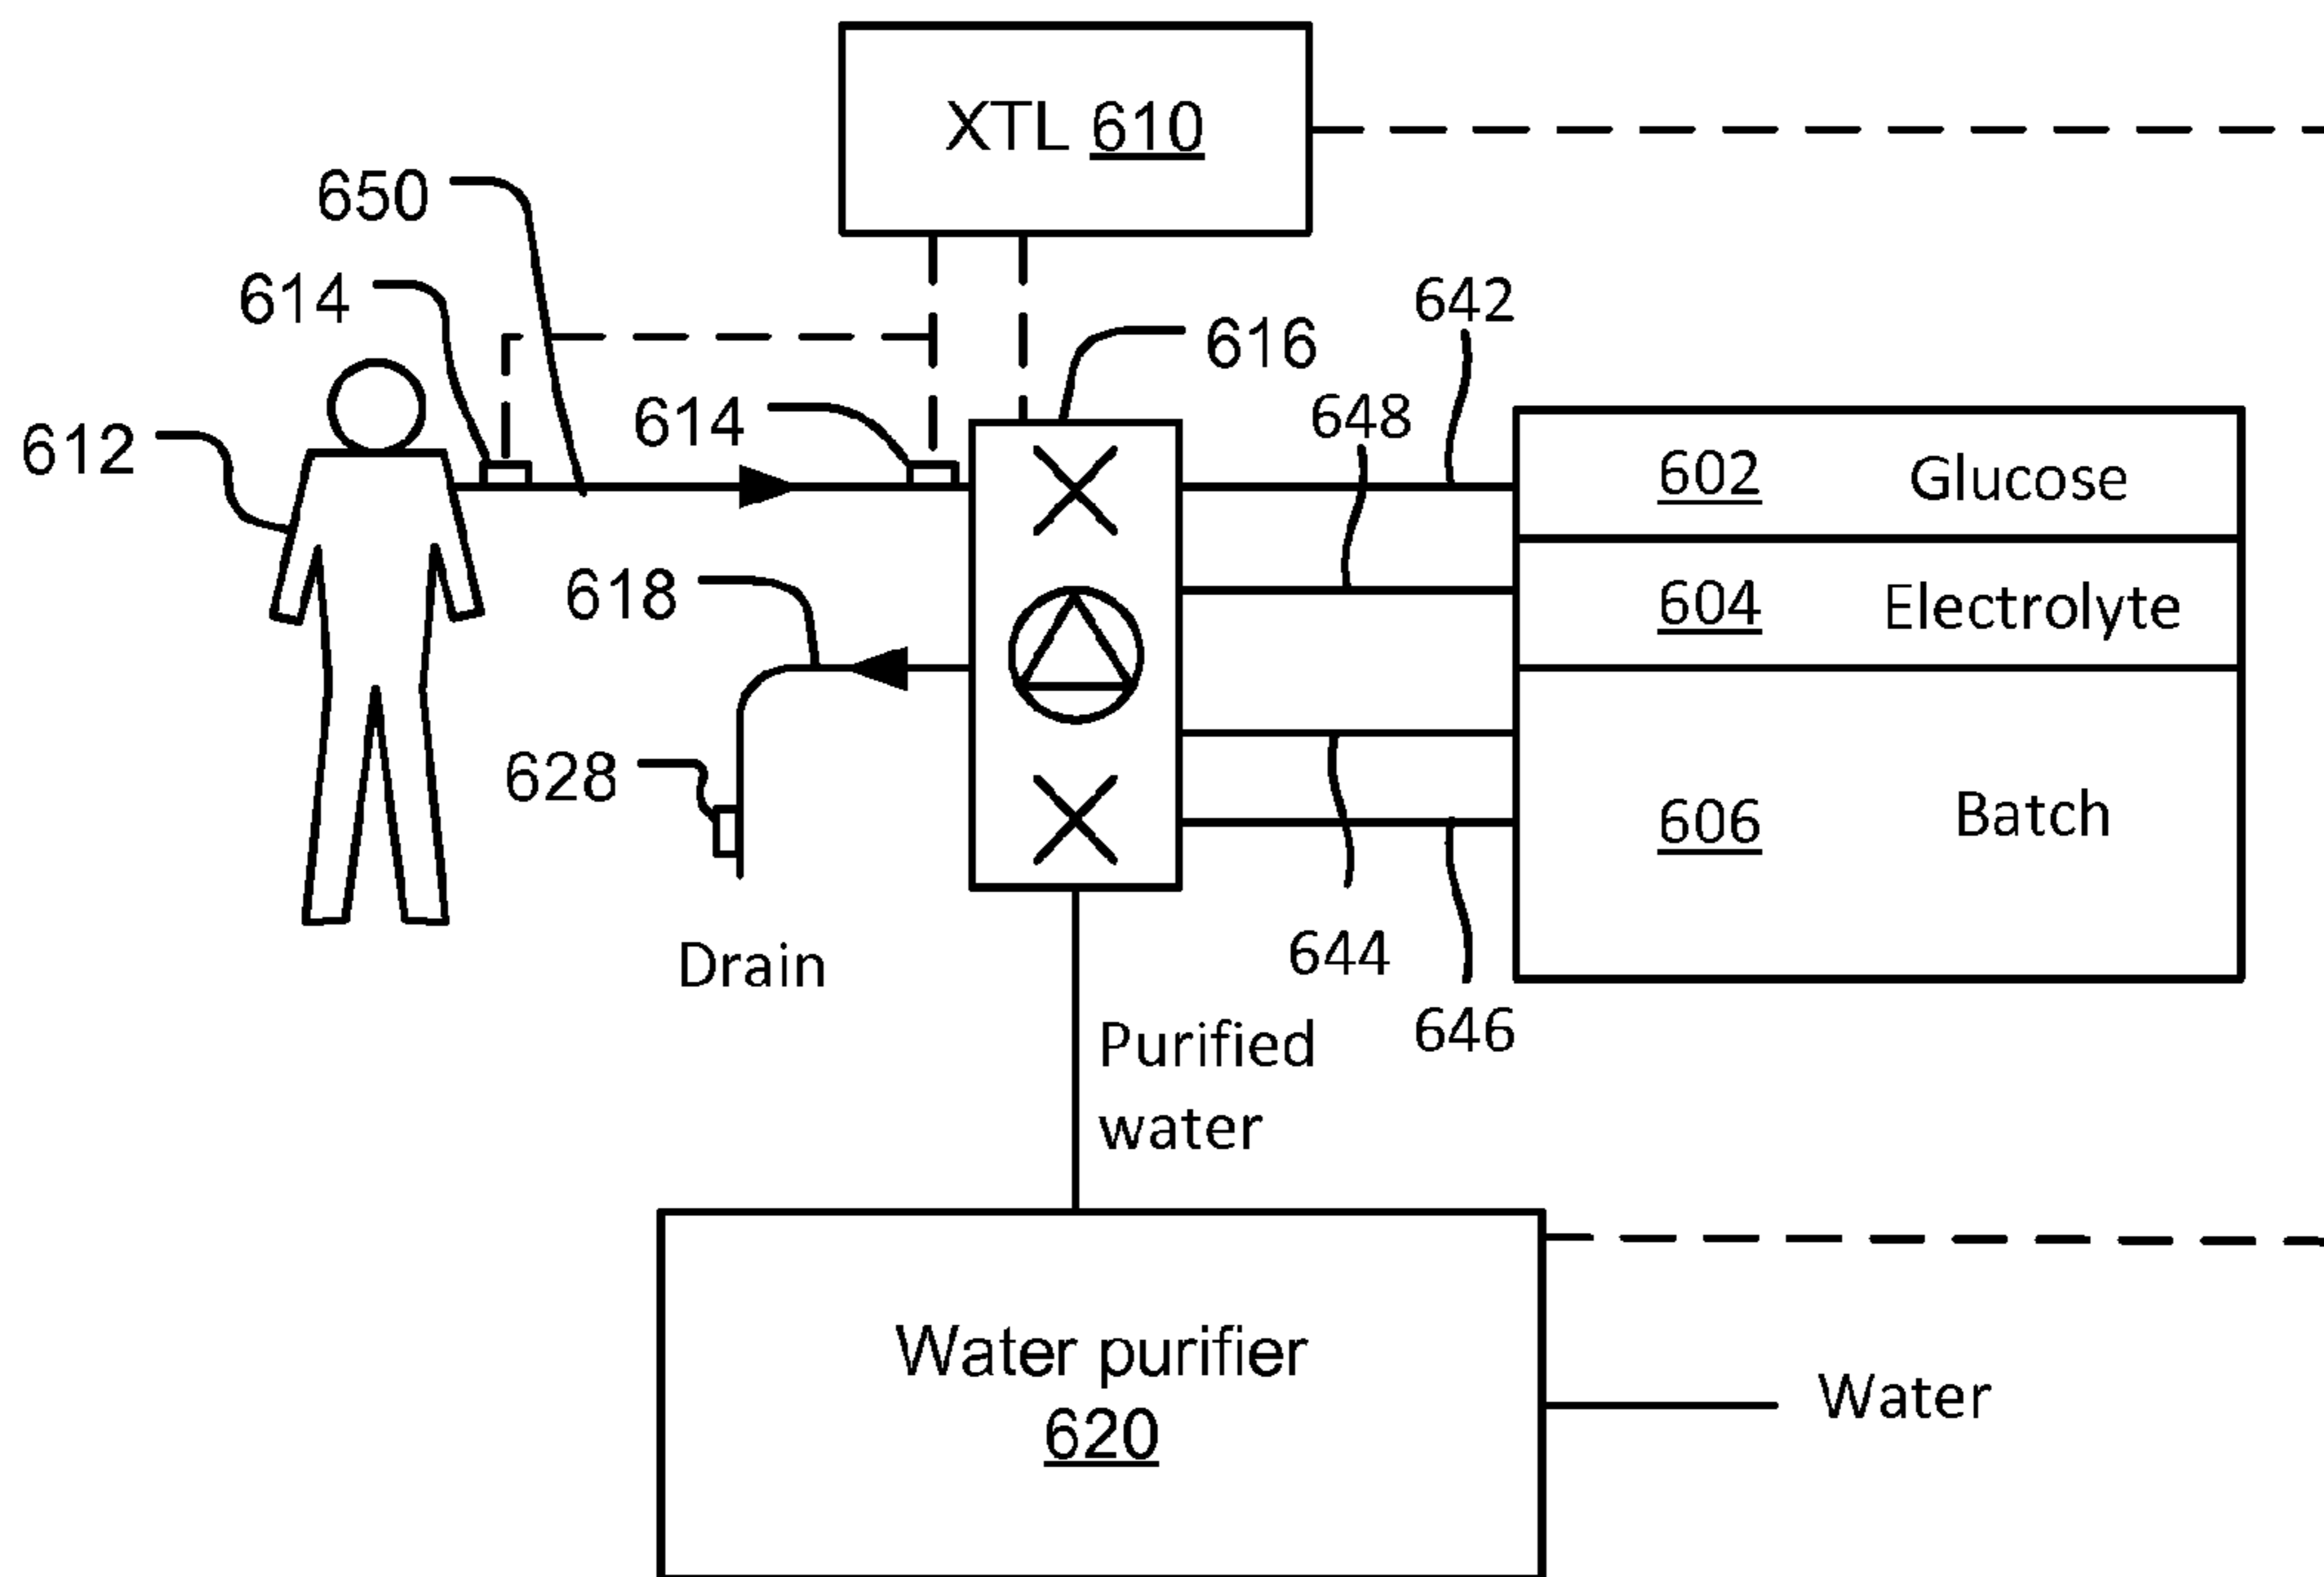 XTL 610
650
614
642
616
614
648
612
602 Glucose
618
604 Electrolyte
628
606 Batch
Drain
644
646
Purified
water
Water purifier
620
Water